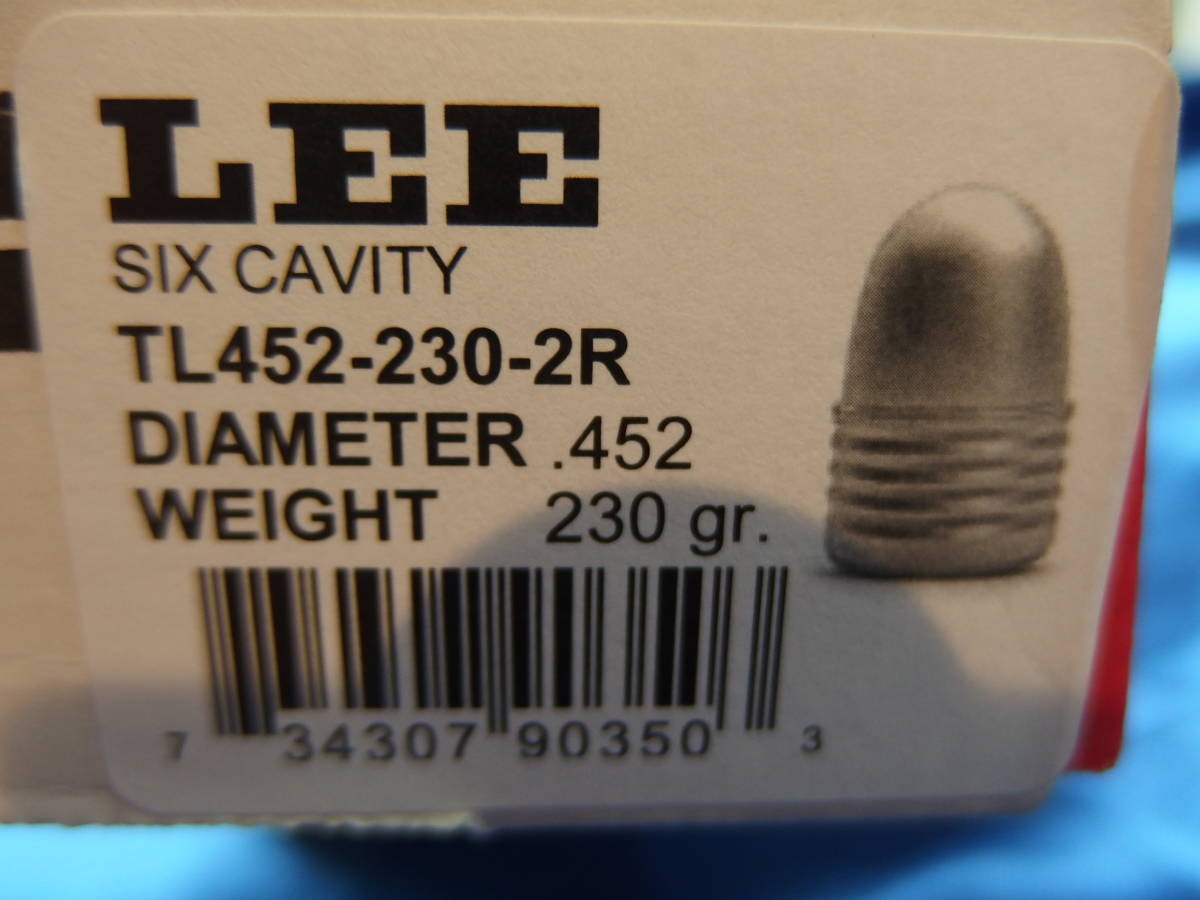 LEE
SIX CAVITY
TL452-230-2R
DIAMETER .452
WEIGHT 230 gr.
7 34307 90350 3